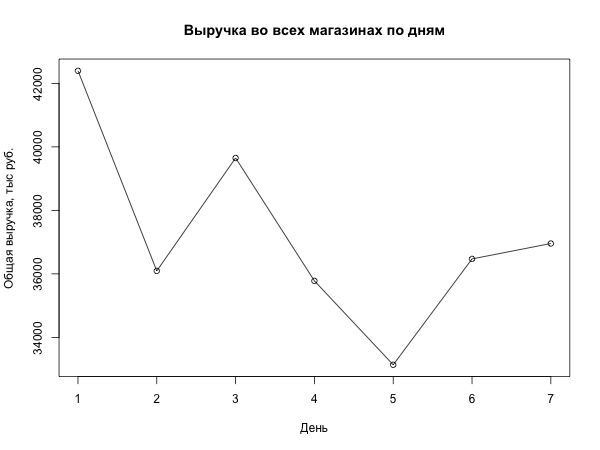 Выручка во всех магазинах по дням
Общая выручка, тыс руб.
42000
40000
38000
36000
34000
1 2 3 4 5 6 7
День